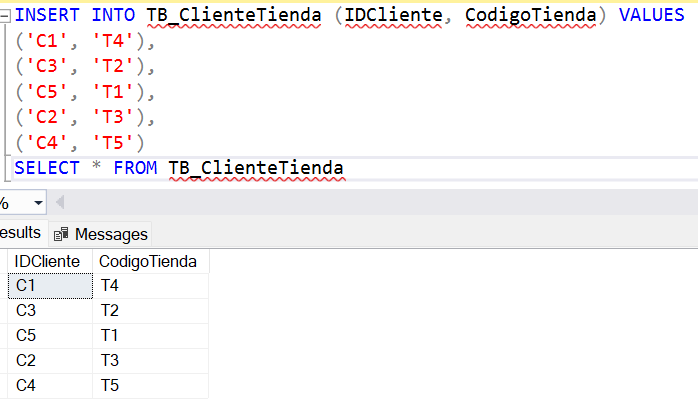 INSERT INTO TB_ClienteTienda (IDCliente, CodigoTienda) VALUES
('C1', 'T4'),
('C3', 'T2'),
('C5', 'T1'),
('C2', 'T3'),
('C4', 'T5')
SELECT * FROM TB_ClienteTienda
%
esults Messages
IDCliente CodigoTienda
C1 T4
C3 T2
C5 T1
C2 T3
C4 T5